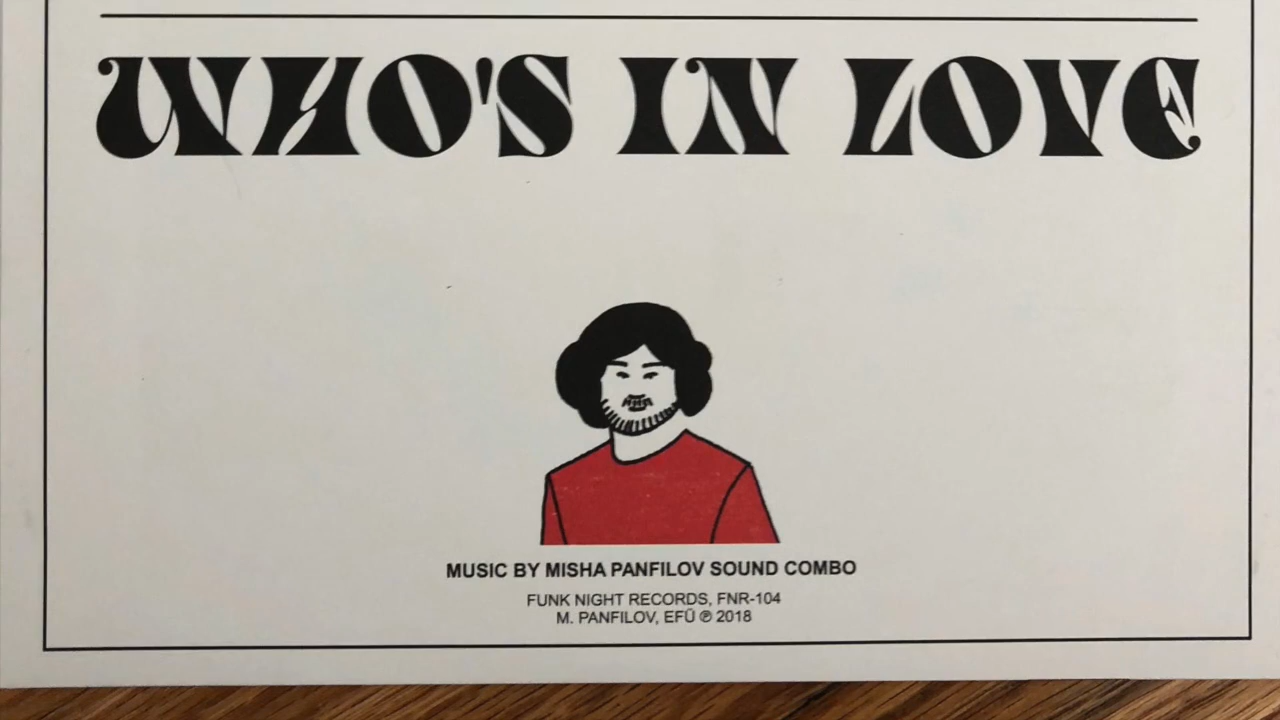 WHO'S IN LOVE
MUSIC BY MISHA PANFILOV SOUND COMBO
FUNK NIGHT RECORDS, FNR-104
M. PANFILOV, EFÜ ℗ 2018